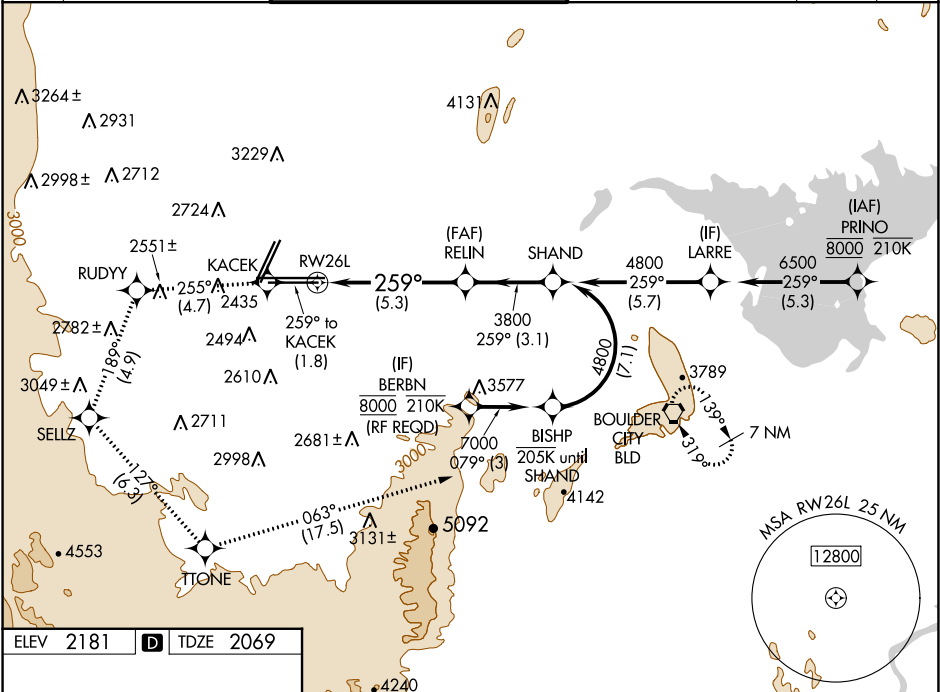 3264±
2931
2998±
2712
3000
3229
2724
4131
2551±
RUDYY
KACEK
RW26L
(FAF)
RELIN
SHAND
(IF)
LARRE
(IAF)
PRINO
8000 210K
255°
(4.7)
2435
259°
(5.3)
4800
259°
(5.7)
6500
259°
(5.3)
259° to
KACEK
(1.8)
3800
259° (3.1)
2782±
189°
(4.9)
2494
2610
3049±
SELLZ
2711
2998
2681±
(IF)
BERBN
8000 210K
(RF REQD)
3577
3000
7000
079° (3)
BISHP
205K until
SHAND
4800
(7.1)
3789
BOULDER
CITY
BLD
139°
319°
7 NM
4142
127°
(6.3)
063°
(17.5)
3131±
5092
TTONE
4553
4240
MSA RW26L 25 NM
12800
ELEV 2181 D TDZE 2069